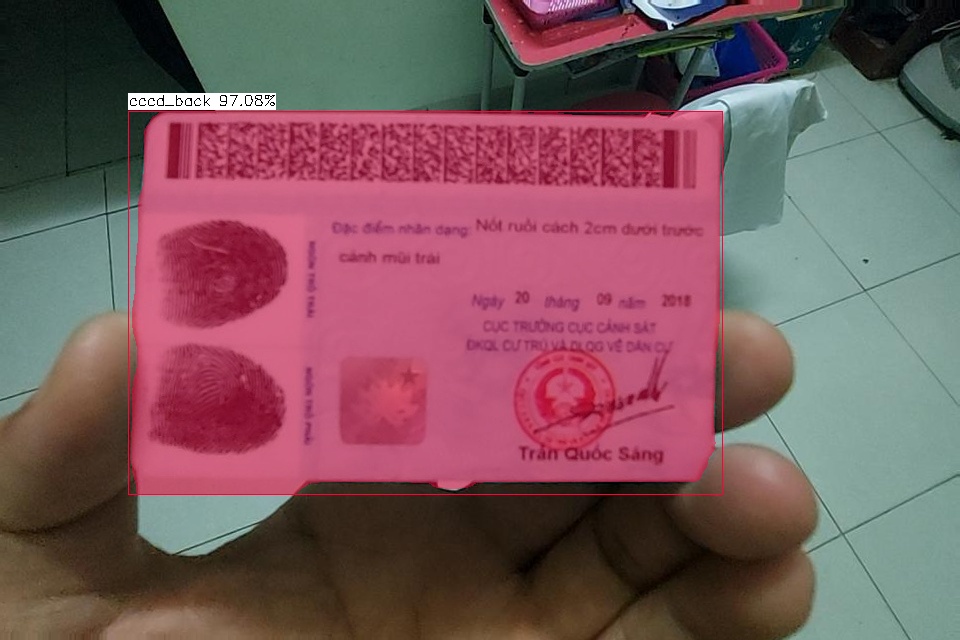 cccd_back 97.08%
Đặc điểm nhân dạng: Nốt ruồi cách 2cm dưới trước
cánh mũi trái
NGÓN TRỎ TRÁI
Ngày 20 tháng 09 năm 2018
CỤC TRƯỞNG CỤC CẢNH SÁT
ĐKQL CƯ TRÚ VÀ DLQG VỀ DÂN CƯ
NGÓN TRỎ PHẢI
Trần Quốc Sáng